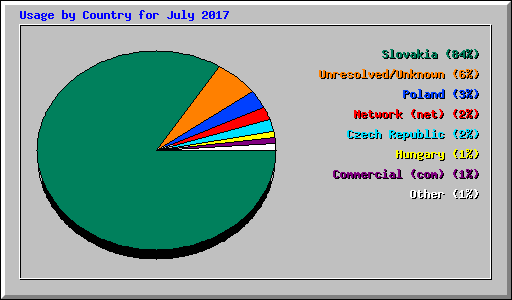 Usage by Country for July 2017
Slovakia (84%)
Unresolved/Unknown (6%)
Poland (3%)
Network (net) (2%)
Czech Republic (2%)
Hungary (1%)
Commercial (com) (1%)
Other (1%)